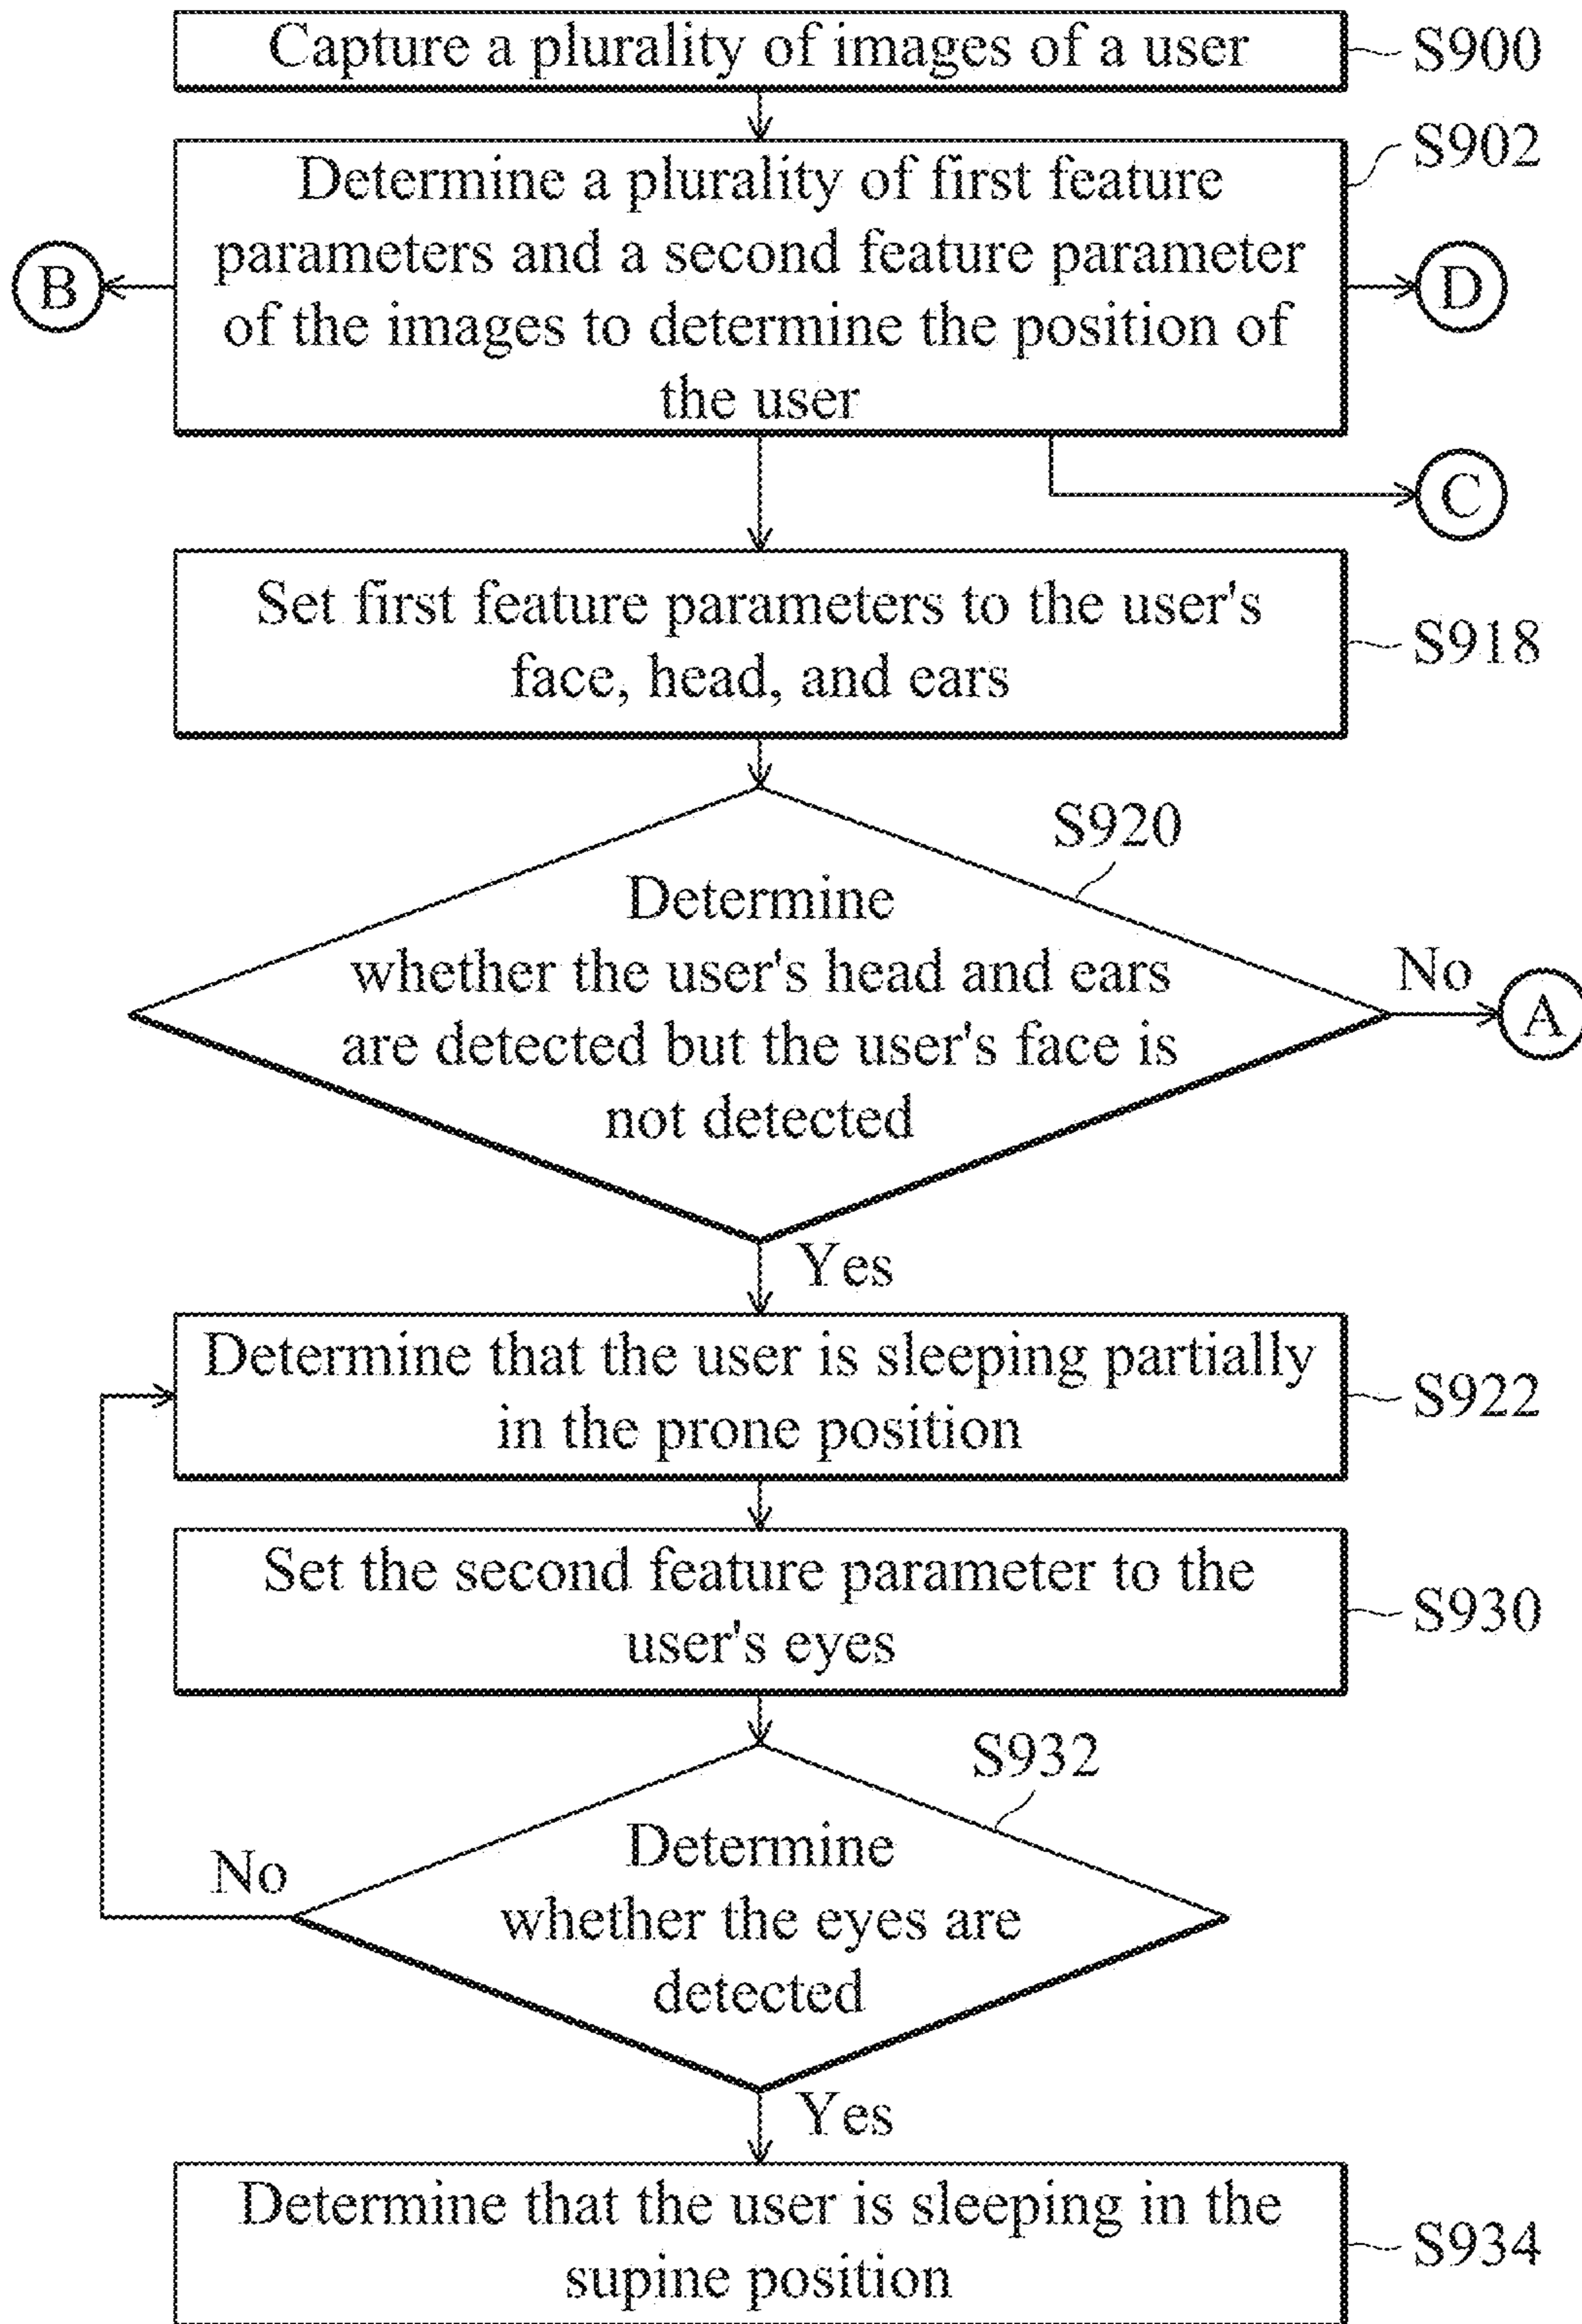 Capture a plurality of images of a user
S900
S902
Determine a plurality of first feature
parameters and a second feature parameter
of the images to determine the position of
the user
B
D
C
Set first feature parameters to the user's
face, head, and ears
S918
S920
Determine
whether the user's head and ears
are detected but the user's face is
not detected
No
A
Yes
Determine that the user is sleeping partially
in the prone position
S922
Set the second feature parameter to the
user's eyes
S930
S932
Determine
whether the eyes are
detected
No
Yes
Determine that the user is sleeping in the
supine position
S934